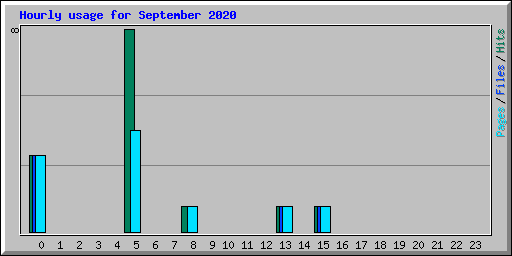 Hourly usage for September 2020
8
Pages/Files/Hits
0 1 2 3 4 5 6 7 8 9 10 11 12 13 14 15 16 17 18 19 20 21 22 23